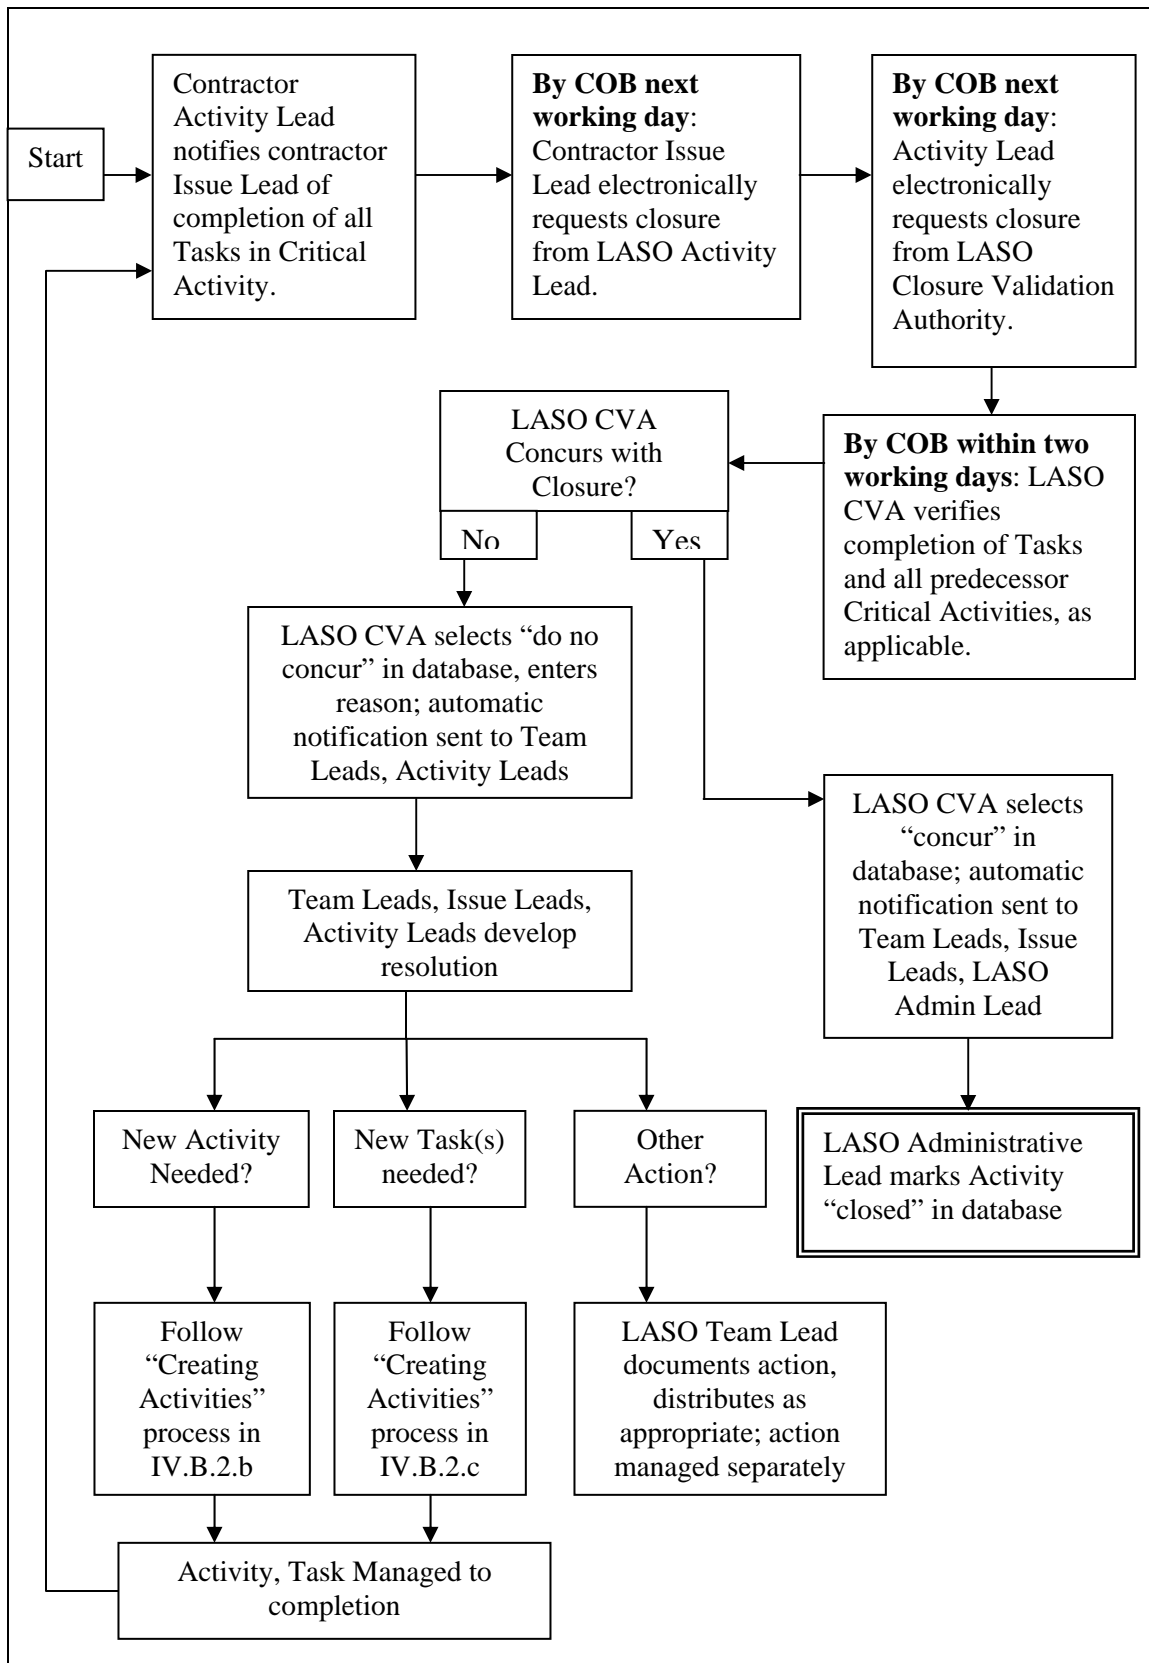 Start
Contractor
Activity Lead
notifies contractor
Issue Lead of
completion of all
Tasks in Critical
Activity.
By COB next
working day:
Contractor Issue
Lead electronically
requests closure
from LASO Activity
Lead.
By COB next
working day:
Activity Lead
electronically
requests closure
from LASO
Closure Validation
Authority.
By COB within two
working days: LASO
CVA verifies
completion of Tasks
and all predecessor
Critical Activities, as
applicable.
LASO CVA
Concurs with
Closure?
No
Yes
LASO CVA selects “do no
concur” in database, enters
reason; automatic
notification sent to Team
Leads, Activity Leads
Team Leads, Issue Leads,
Activity Leads develop
resolution
LASO CVA selects
“concur” in
database; automatic
notification sent to
Team Leads, Issue
Leads, LASO
Admin Lead
LASO Administrative
Lead marks Activity
“closed” in database
New Activity
Needed?
New Task(s)
needed?
Other
Action?
Follow
“Creating
Activities”
process in
IV.B.2.b
Follow
“Creating
Activities”
process in
IV.B.2.c
LASO Team Lead
documents action,
distributes as
appropriate; action
managed separately
Activity, Task Managed to
completion